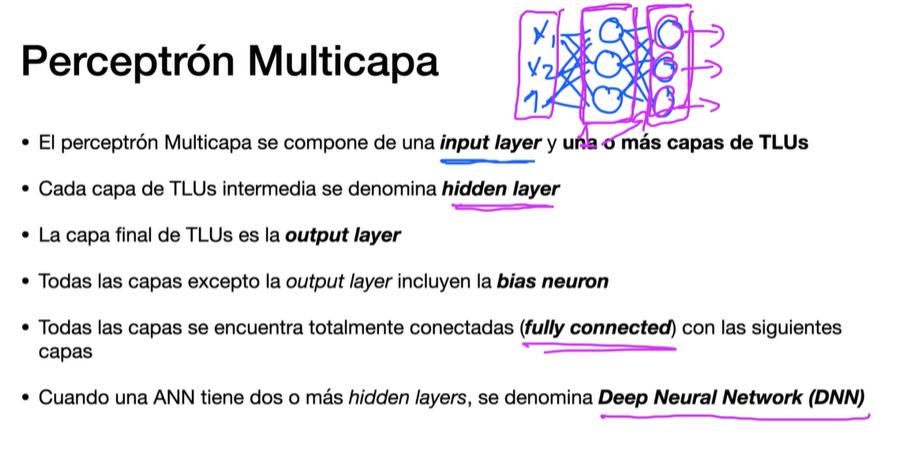 X1
X2
1
Perceptrón Multicapa
• El perceptrón Multicapa se compone de una input layer y una o más capas de TLUs
• Cada capa de TLUs intermedia se denomina hidden layer
• La capa final de TLUs es la output layer
• Todas las capas excepto la output layer incluyen la bias neuron
• Todas las capas se encuentra totalmente conectadas (fully connected) con las siguientes
capas
• Cuando una ANN tiene dos o más hidden layers, se denomina Deep Neural Network (DNN)